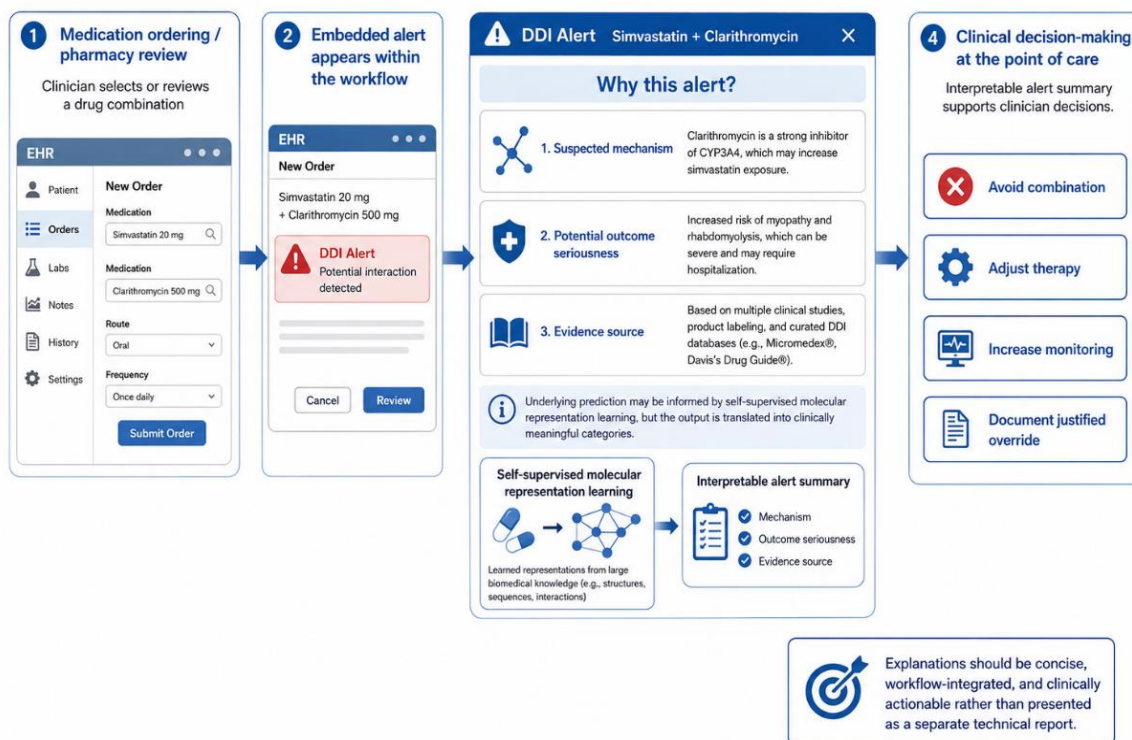 1
Medication ordering /
pharmacy review
Clinician selects or reviews
a drug combination
EHR
Patient
Orders
Labs
Notes
History
Settings
New Order
Medication
Simvastatin 20 mg
Medication
Clarithromycin 500 mg
Route
Oral
Frequency
Once daily
Submit Order
2
Embedded alert
appears within
the workflow
EHR
New Order
Simvastatin 20 mg
+ Clarithromycin 500 mg
DDI Alert
Potential interaction
detected
Cancel
Review
DDI Alert Simvastatin + Clarithromycin
Why this alert?
1. Suspected mechanism
Clarithromycin is a strong inhibitor
of CYP3A4, which may increase
simvastatin exposure.
2. Potential outcome
seriousness
Increased risk of myopathy and
rhabdomyolysis, which can be
severe and may require
hospitalization.
3. Evidence source
Based on multiple clinical studies,
product labeling, and curated DDI
databases (e.g., Micromedex®,
Davis's Drug Guide®).
Underlying prediction may be informed by self-supervised molecular
representation learning, but the output is translated into clinically
meaningful categories.
Self-supervised molecular
representation learning
Learned representations from large
biomedical knowledge (e.g., structures,
sequences, interactions)
Interpretable alert summary
Mechanism
Outcome seriousness
Evidence source
4
Clinical decision-making
at the point of care
Interpretable alert summary
supports clinician decisions.
Avoid combination
Adjust therapy
Increase monitoring
Document justified
override
Explanations should be concise,
workflow-integrated, and clinically
actionable rather than presented
as a separate technical report.